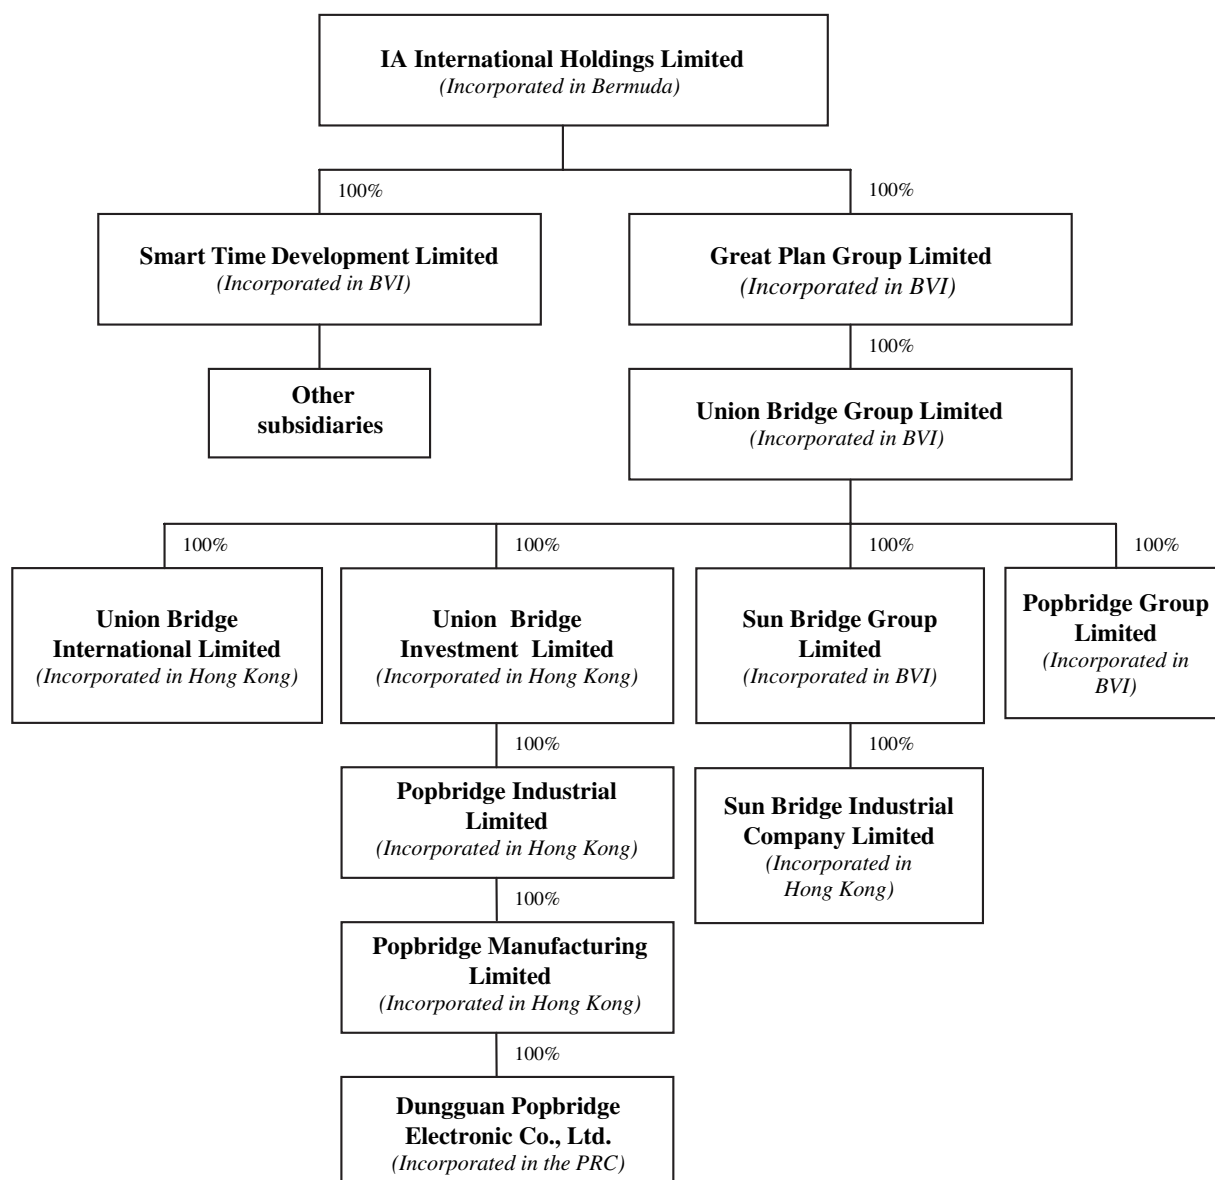 IA International Holdings Limited
(Incorporated in Bermuda)
100%
100%
Smart Time Development Limited
(Incorporated in BVI)
Great Plan Group Limited
(Incorporated in BVI)
100%
Other
subsidiaries
Union Bridge Group Limited
(Incorporated in BVI)
100%
100%
100%
100%
Union Bridge
International Limited
(Incorporated in Hong Kong)
Union Bridge
Investment Limited
(Incorporated in Hong Kong)
Sun Bridge Group
Limited
(Incorporated in BVI)
Popbridge Group
Limited
(Incorporated in
BVI)
100%
100%
Popbridge Industrial
Limited
(Incorporated in Hong Kong)
Sun Bridge Industrial
Company Limited
(Incorporated in
Hong Kong)
100%
Popbridge Manufacturing
Limited
(Incorporated in Hong Kong)
100%
Dungguan Popbridge
Electronic Co., Ltd.
(Incorporated in the PRC)